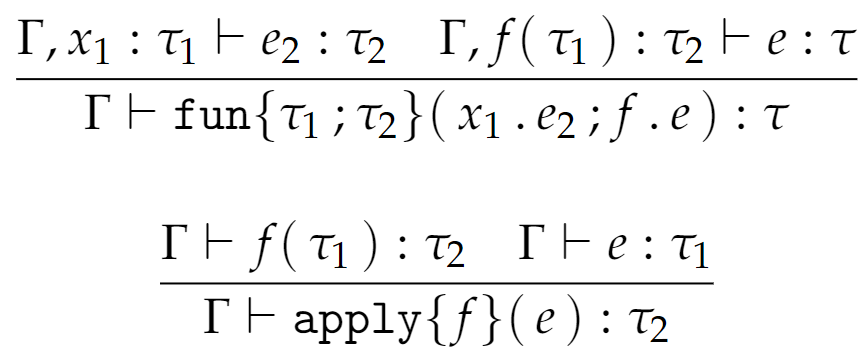 Γ, x₁ : τ₁ ⊢ e₂ : τ₂ Γ, f( τ₁ ) : τ₂ ⊢ e : τ
Γ ⊢ fun{τ₁ ; τ₂}( x₁ . e₂ ; f . e ) : τ
Γ ⊢ f( τ₁ ) : τ₂ Γ ⊢ e : τ₁
Γ ⊢ apply{f}( e ) : τ₂